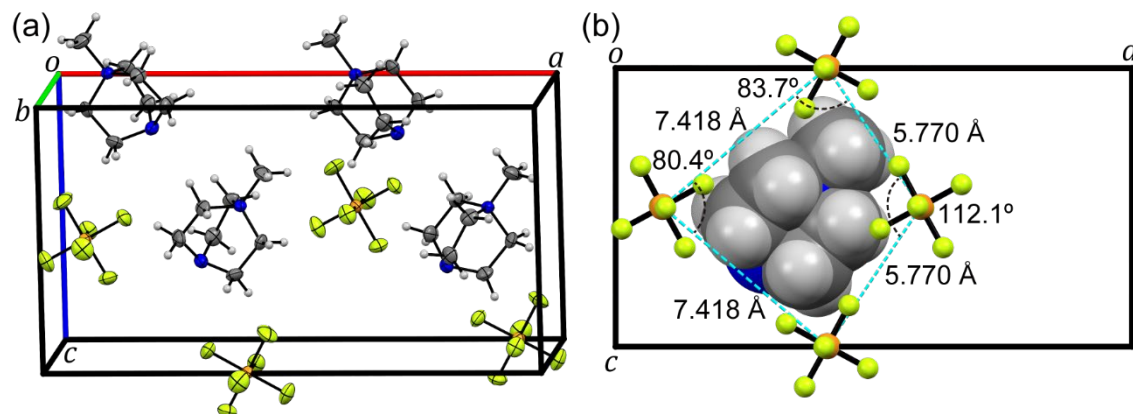 (a)
o
a
b
c
(b)
o
a
83.7º
7.418 Å
5.770 Å
80.4º
112.1º
5.770 Å
7.418 Å
c